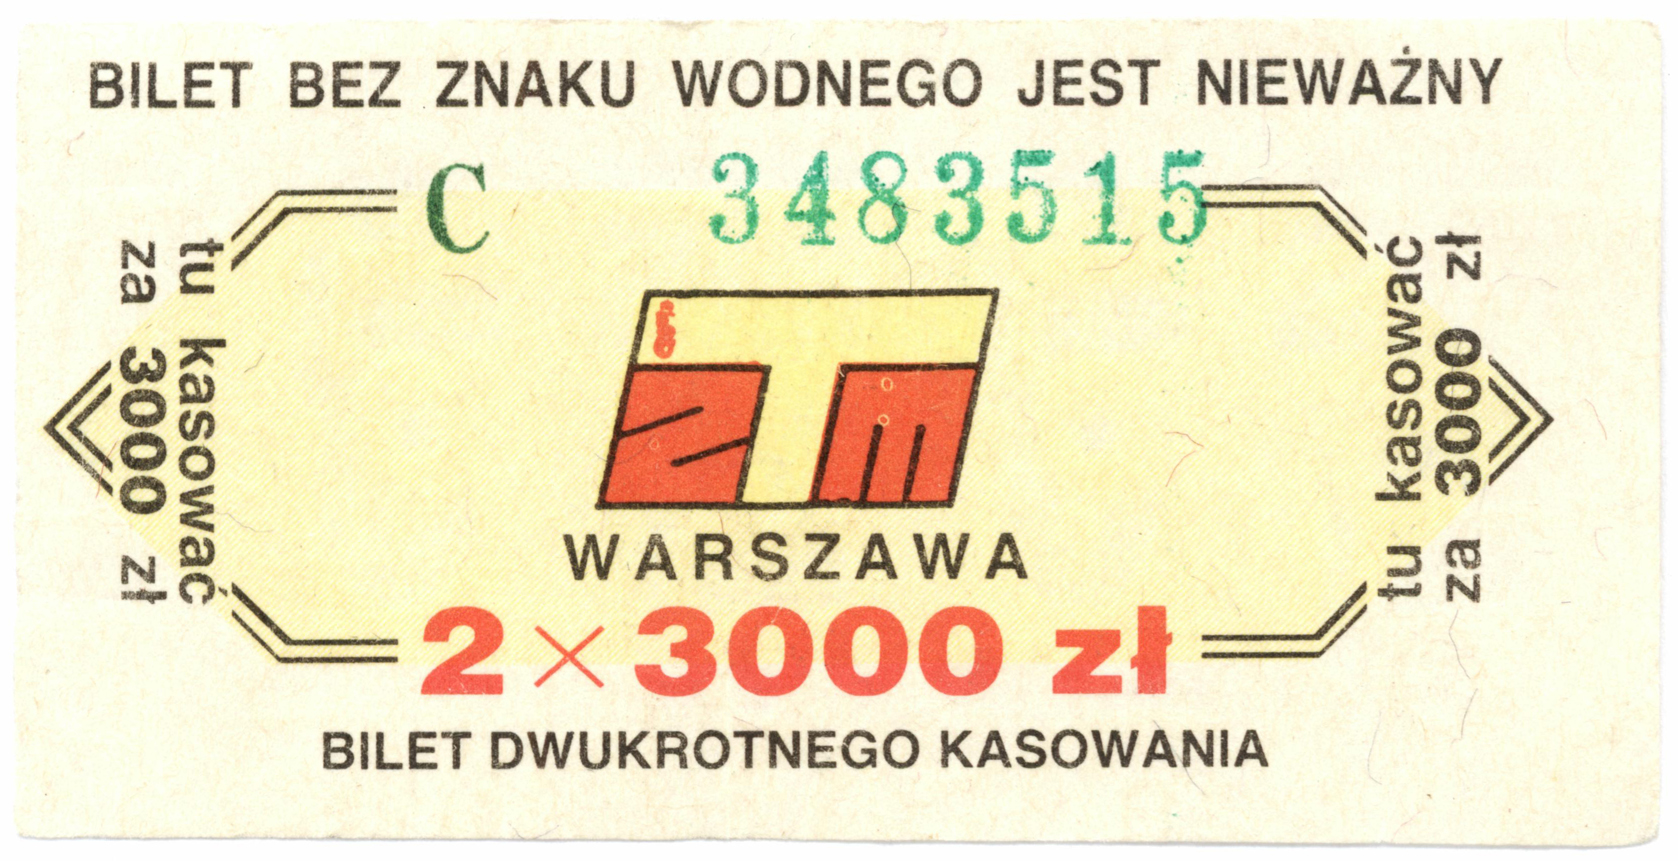 BILET BEZ ZNAKU WODNEGO JEST NIEWAŻNY
C 3483515
tu kasować
za 3000 zł
ZTM
WARSZAWA
2 × 3000 zł
BILET DWUKROTNEGO KASOWANIA
tu kasować
za 3000 zł